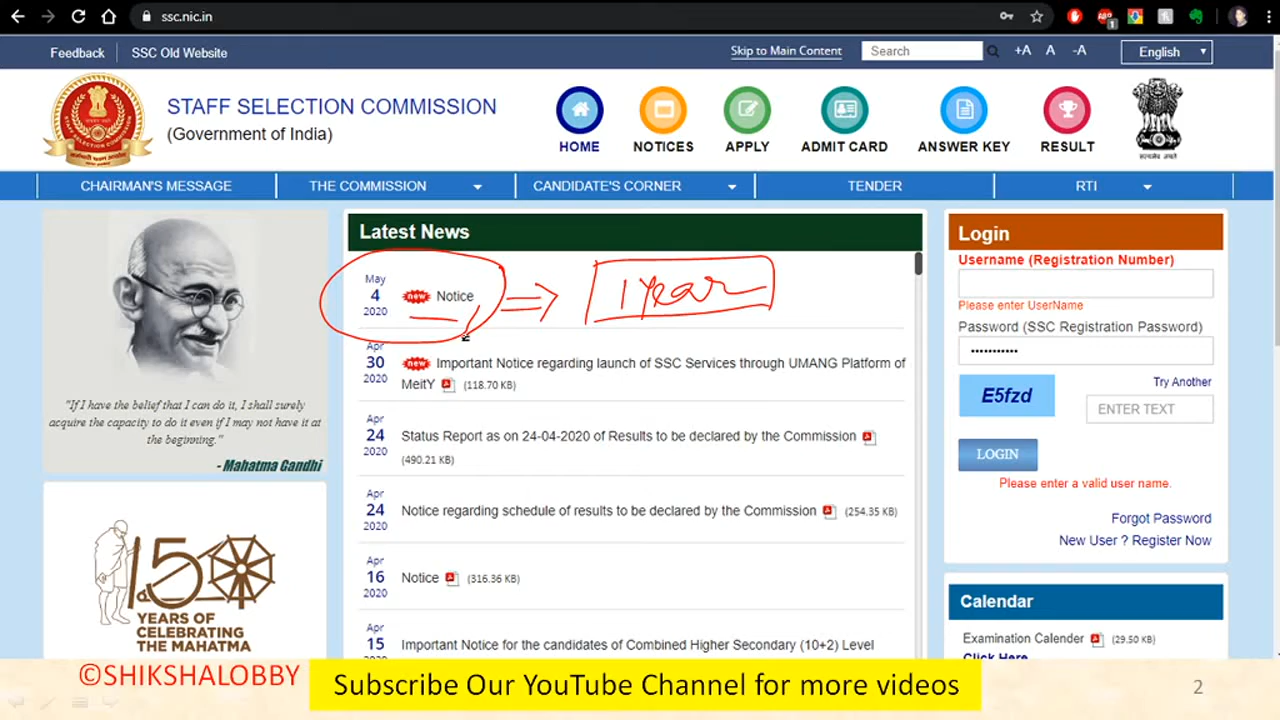 ssc.nic.in
1
Feedback SSC Old Website
Skip to Main Content Search +A A -A English
STAFF SELECTION COMMISSION
(Government of India)
HOME NOTICES APPLY ADMIT CARD ANSWER KEY RESULT
सत्यमेव जयते
CHAIRMAN'S MESSAGE THE COMMISSION CANDIDATE'S CORNER TENDER RTI
"If I have the belief that I can do it, I shall surely
acquire the capacity to do it even if I may not have it at
the beginning."
- Mahatma Gandhi
150
YEARS OF
CELEBRATING
THE MAHATMA
Latest News
May
4
2020
new Notice
1 Year
Apr
30
2020
new Important Notice regarding launch of SSC Services through UMANG Platform of
MeitY (118.70 KB)
Apr
24
2020
Status Report as on 24-04-2020 of Results to be declared by the Commission
(490.21 KB)
Apr
24
2020
Notice regarding schedule of results to be declared by the Commission (254.35 KB)
Apr
16
2020
Notice (316.36 KB)
Apr
15
Important Notice for the candidates of Combined Higher Secondary (10+2) Level
Login
Username (Registration Number)
Please enter UserName
Password (SSC Registration Password)
E5fzd
Try Another
ENTER TEXT
LOGIN
Please enter a valid user name.
Forgot Password
New User ? Register Now
Calendar
Examination Calender (29.50 KB)
Click Here
©SHIKSHALOBBY
Subscribe Our YouTube Channel for more videos
2